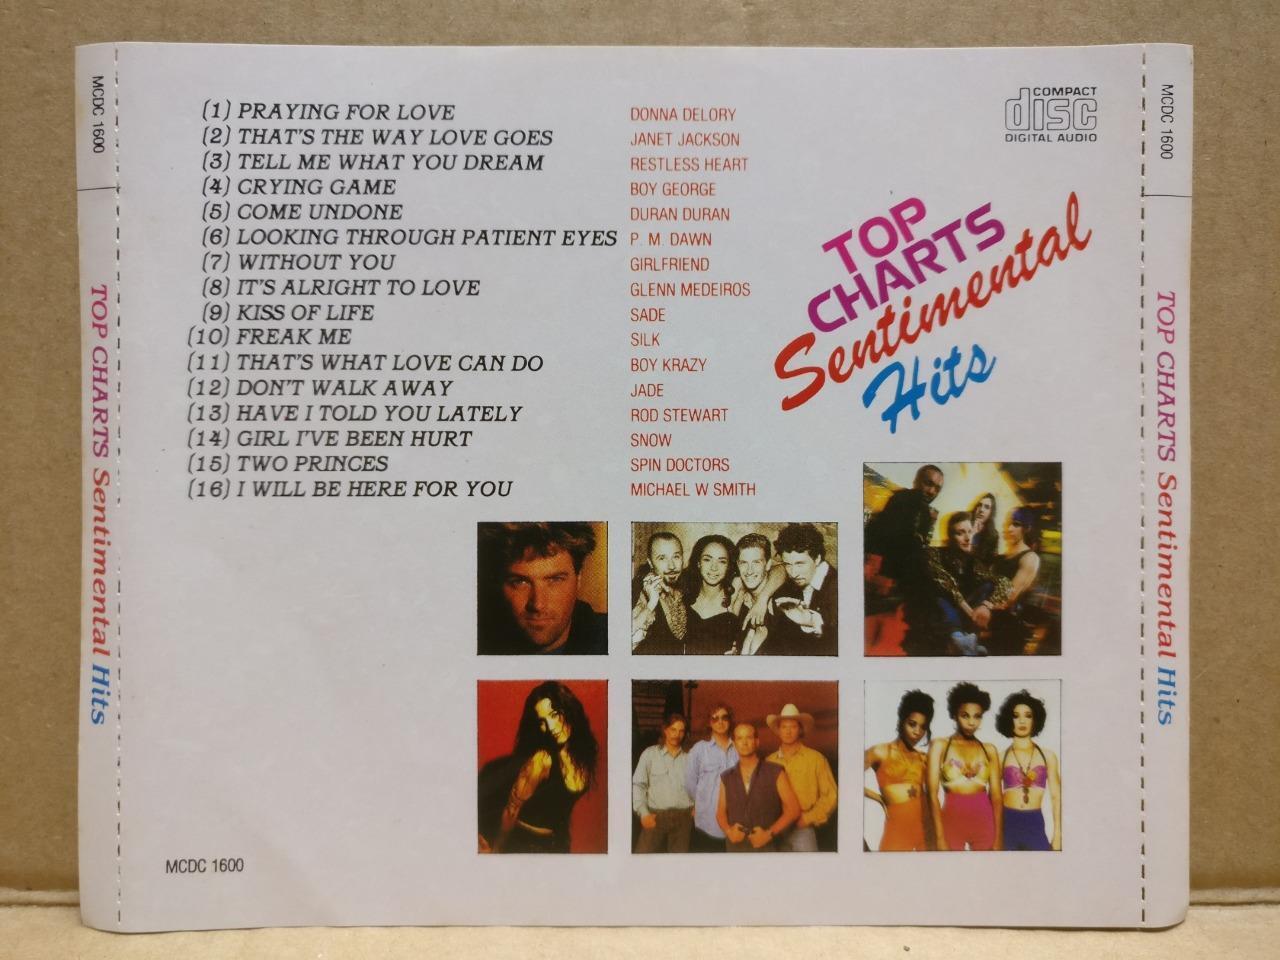 MCDC 1600
TOP CHARTS Sentimental Hits
(1) PRAYING FOR LOVE DONNA DELORY
(2) THAT'S THE WAY LOVE GOES JANET JACKSON
(3) TELL ME WHAT YOU DREAM RESTLESS HEART
(4) CRYING GAME BOY GEORGE
(5) COME UNDONE DURAN DURAN
(6) LOOKING THROUGH PATIENT EYES P. M. DAWN
(7) WITHOUT YOU GIRLFRIEND
(8) IT'S ALRIGHT TO LOVE GLENN MEDEIROS
(9) KISS OF LIFE SADE
(10) FREAK ME SILK
(11) THAT'S WHAT LOVE CAN DO BOY KRAZY
(12) DON'T WALK AWAY JADE
(13) HAVE I TOLD YOU LATELY ROD STEWART
(14) GIRL I'VE BEEN HURT SNOW
(15) TWO PRINCES SPIN DOCTORS
(16) I WILL BE HERE FOR YOU MICHAEL W SMITH
COMPACT
disc
DIGITAL AUDIO
TOP
CHARTS
Sentimental
Hits
MCDC 1600
MCDC 1600
TOP CHARTS Sentimental Hits